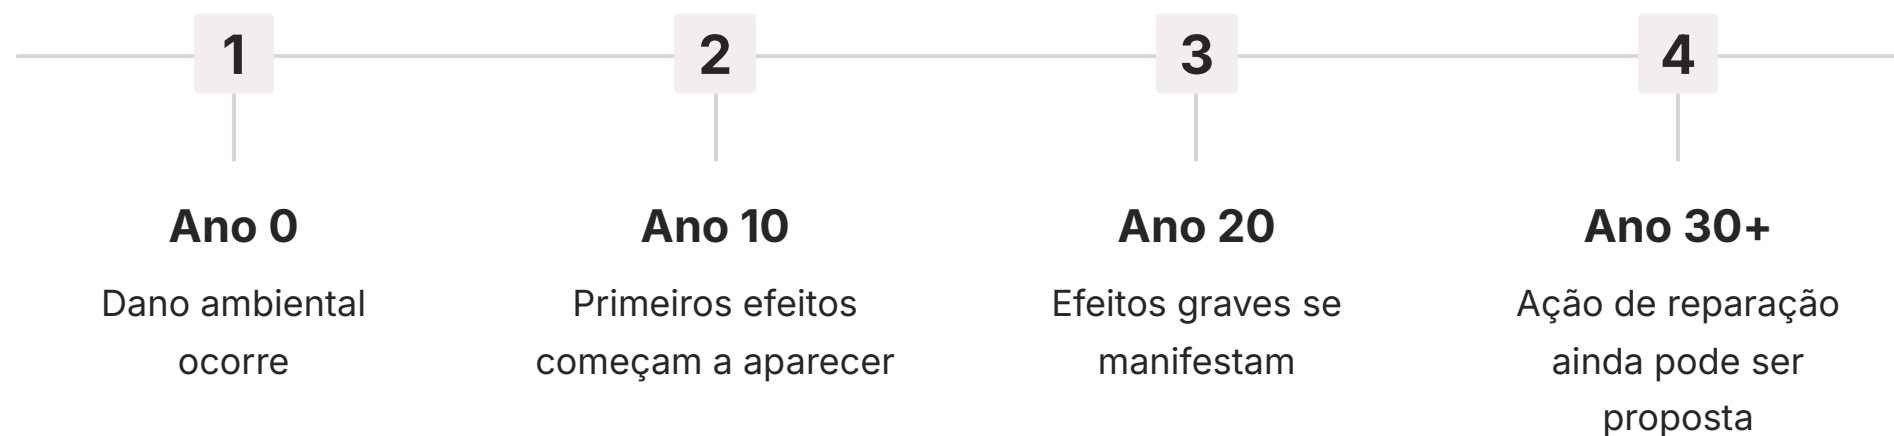 1
2
3
4
Ano 0
Dano ambiental
ocorre
Ano 10
Primeiros efeitos
começam a aparecer
Ano 20
Efeitos graves se
manifestam
Ano 30+
Ação de reparação
ainda pode ser
proposta